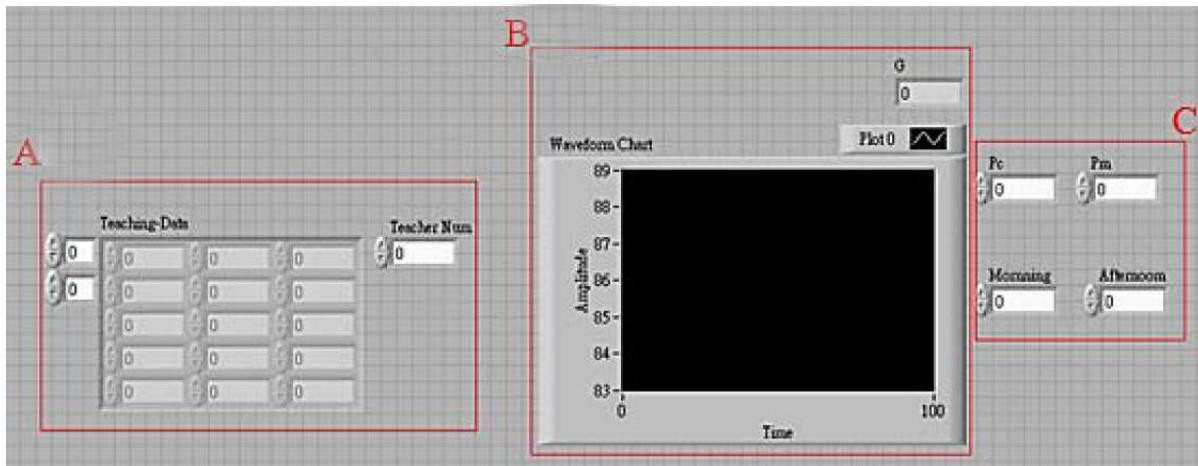 A
Teaching-Data
Teacher Num
0
0
0
0 0 0
0 0 0
0 0 0
0 0 0
0 0 0
B
G
0
Waveform Chart
Plot 0
Amplitude
89
88
87
86
85
84
83
0
100
Time
C
Pc
Pm
0
0
Mornning
Afternoom
0
0